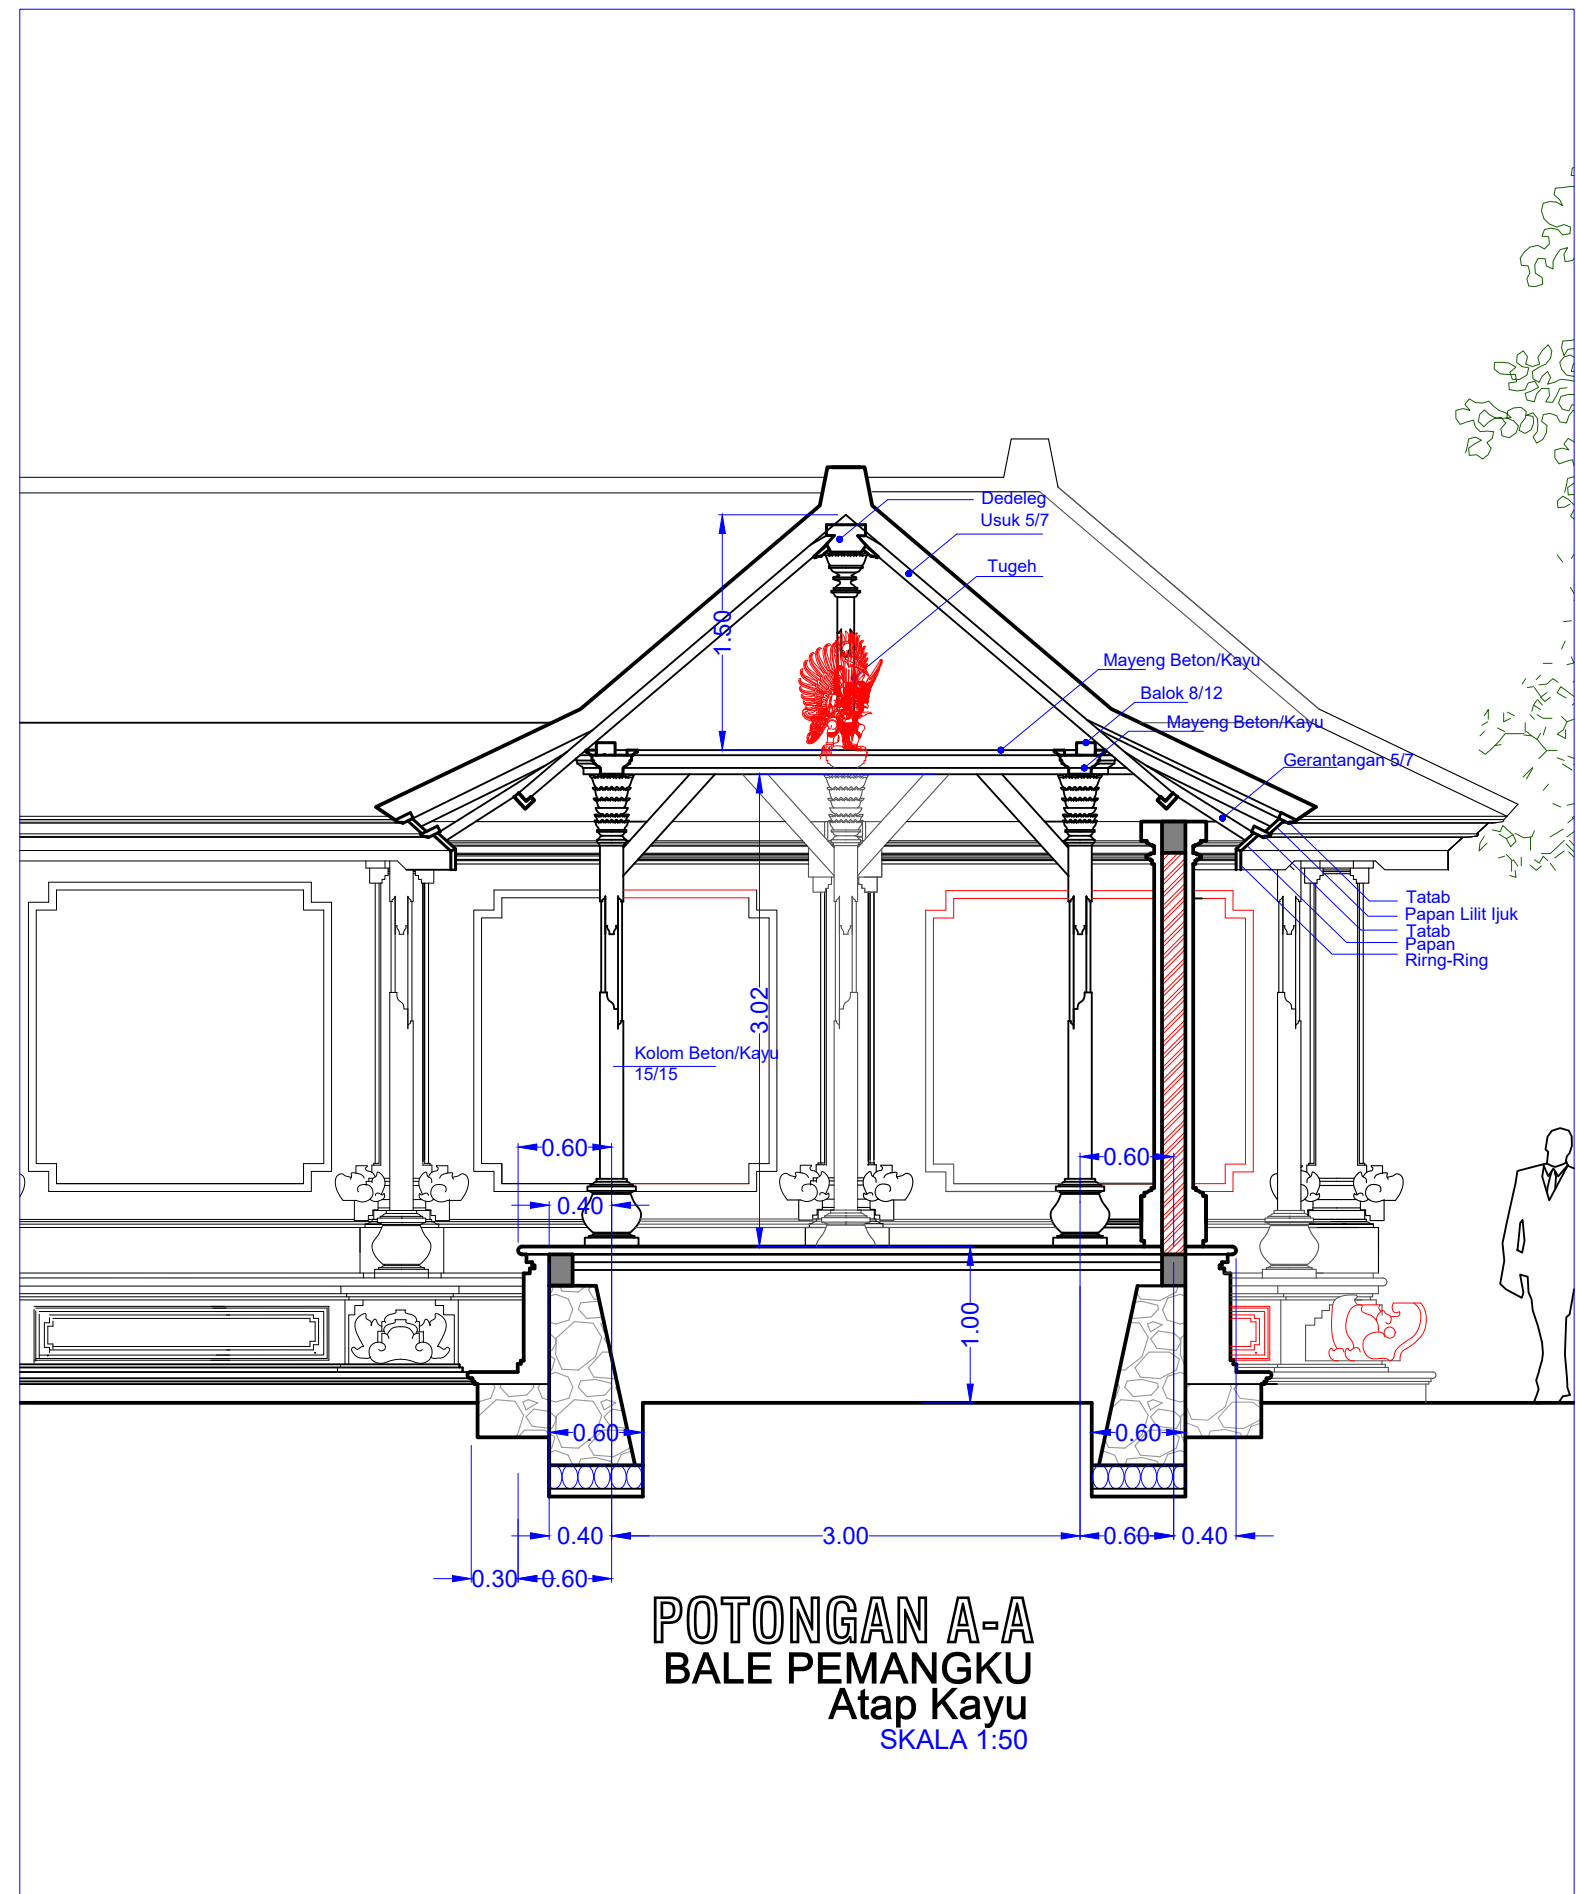 Dedeleg
Usuk 5/7
Tugeh
1.50
Mayeng Beton/Kayu
Balok 8/12
Mayeng Beton/Kayu
Gerantangan 5/7
Tatab
Papan Lilit Ijuk
Tatab
Papan
Rirng-Ring
3.02
Kolom Beton/Kayu
15/15
0.60
0.60
0.40
1.00
0.60
0.60
0.40
3.00
0.60
0.40
0.30
0.60
POTONGAN A-A
BALE PEMANGKU
Atap Kayu
SKALA 1:50